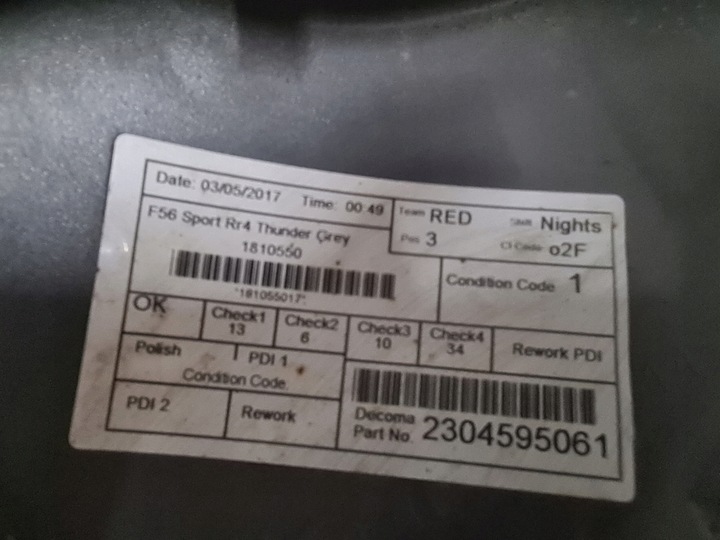 Date: 03/05/2017 Time: 00 49
Team RED Shift Nights
Pos 3 Cl Code o2F
F56 Sport Rr4 Thunder Grey
1810550
*181055017*
Condition Code 1
OK
Check1 13
Check2 6
Check3 10
Check4 34
Rework PDI
Polish
PDI 1
Condition Code.
PDI 2
Rework
Decoma Part No. 2304595061